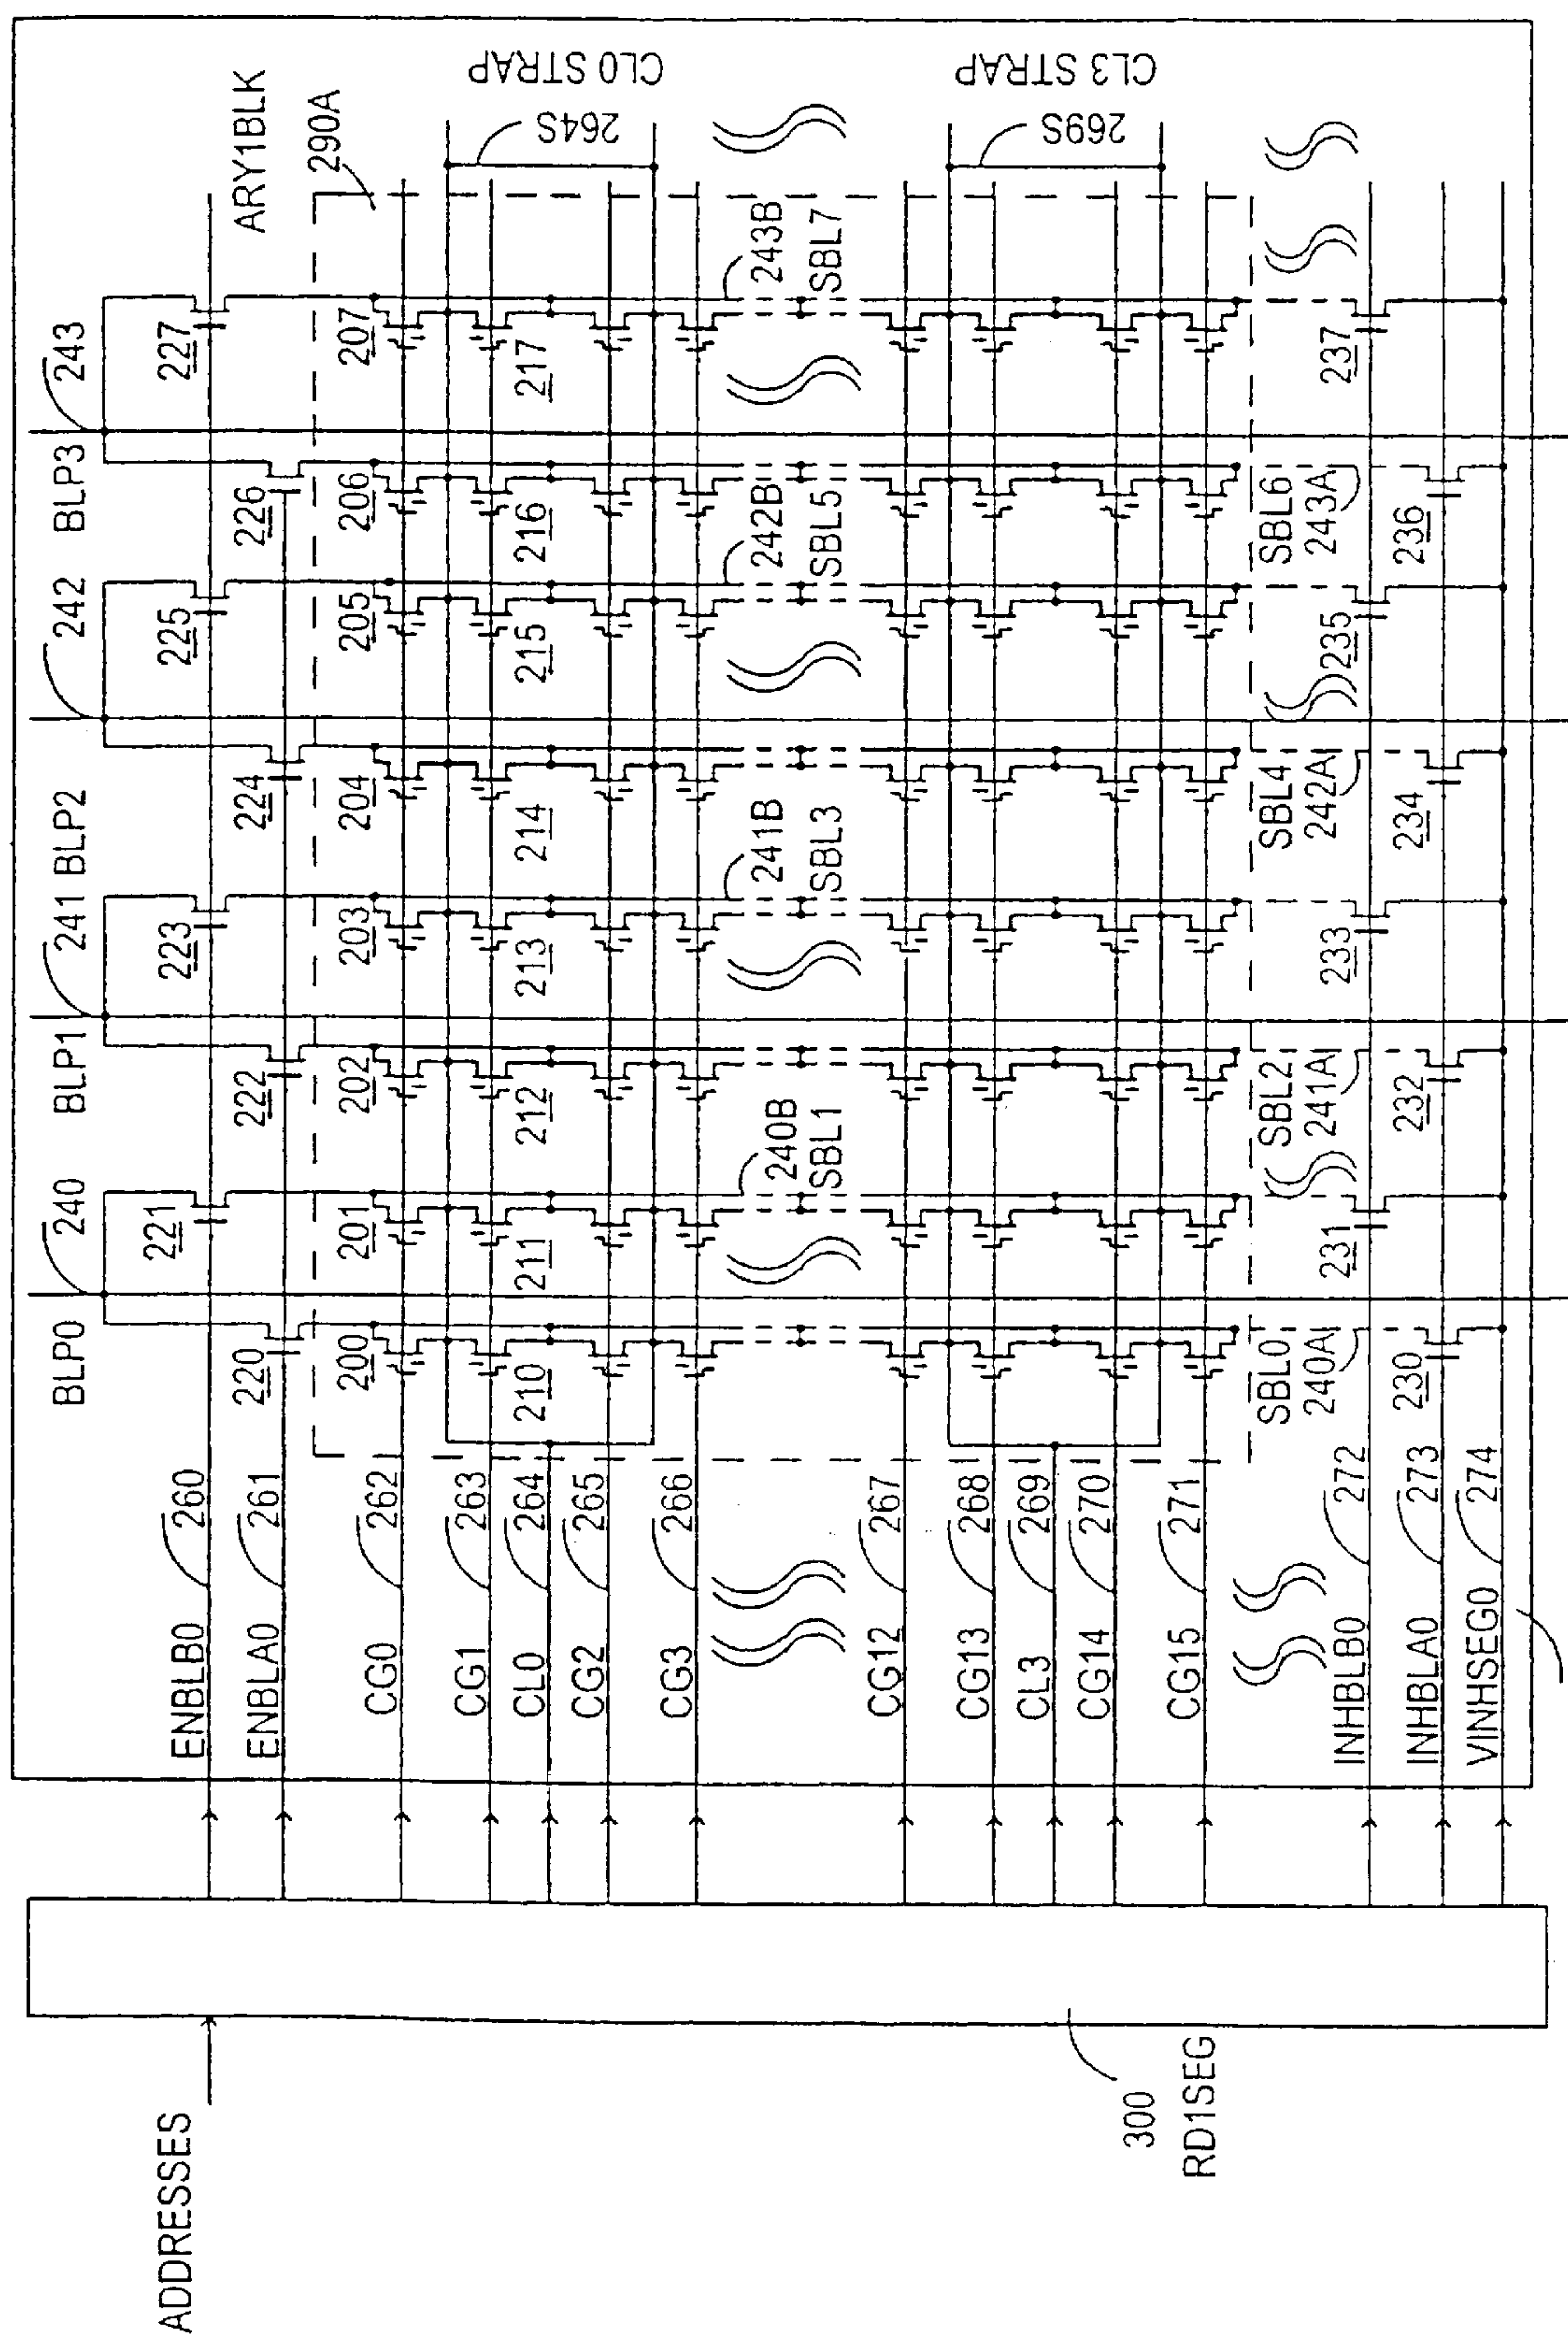 BLP0
240
BLP1
241
BLP2
242
BLP3
243
ENBLB0
260
221
223
225
227
ARY1BLK
ENBLA0
261
220
222
224
226
290A
CG0
262
200
201
202
203
204
205
206
207
CG1
263
CL0
264
210
211
212
213
214
215
216
217
264S
CL0 STRAP
CG2
265
CG3
266
240B
SBL1
241B
SBL3
242B
SBL5
243B
SBL7
CG12
267
CG13
268
CL3
269
269S
CL3 STRAP
CG14
270
CG15
271
SBL0
240A
SBL2
241A
SBL4
242A
SBL6
243A
INHBLB0
272
231
233
235
237
INHBLA0
273
230
232
234
236
VINHSEG0
274
ADDRESSES
300
RD1SEG